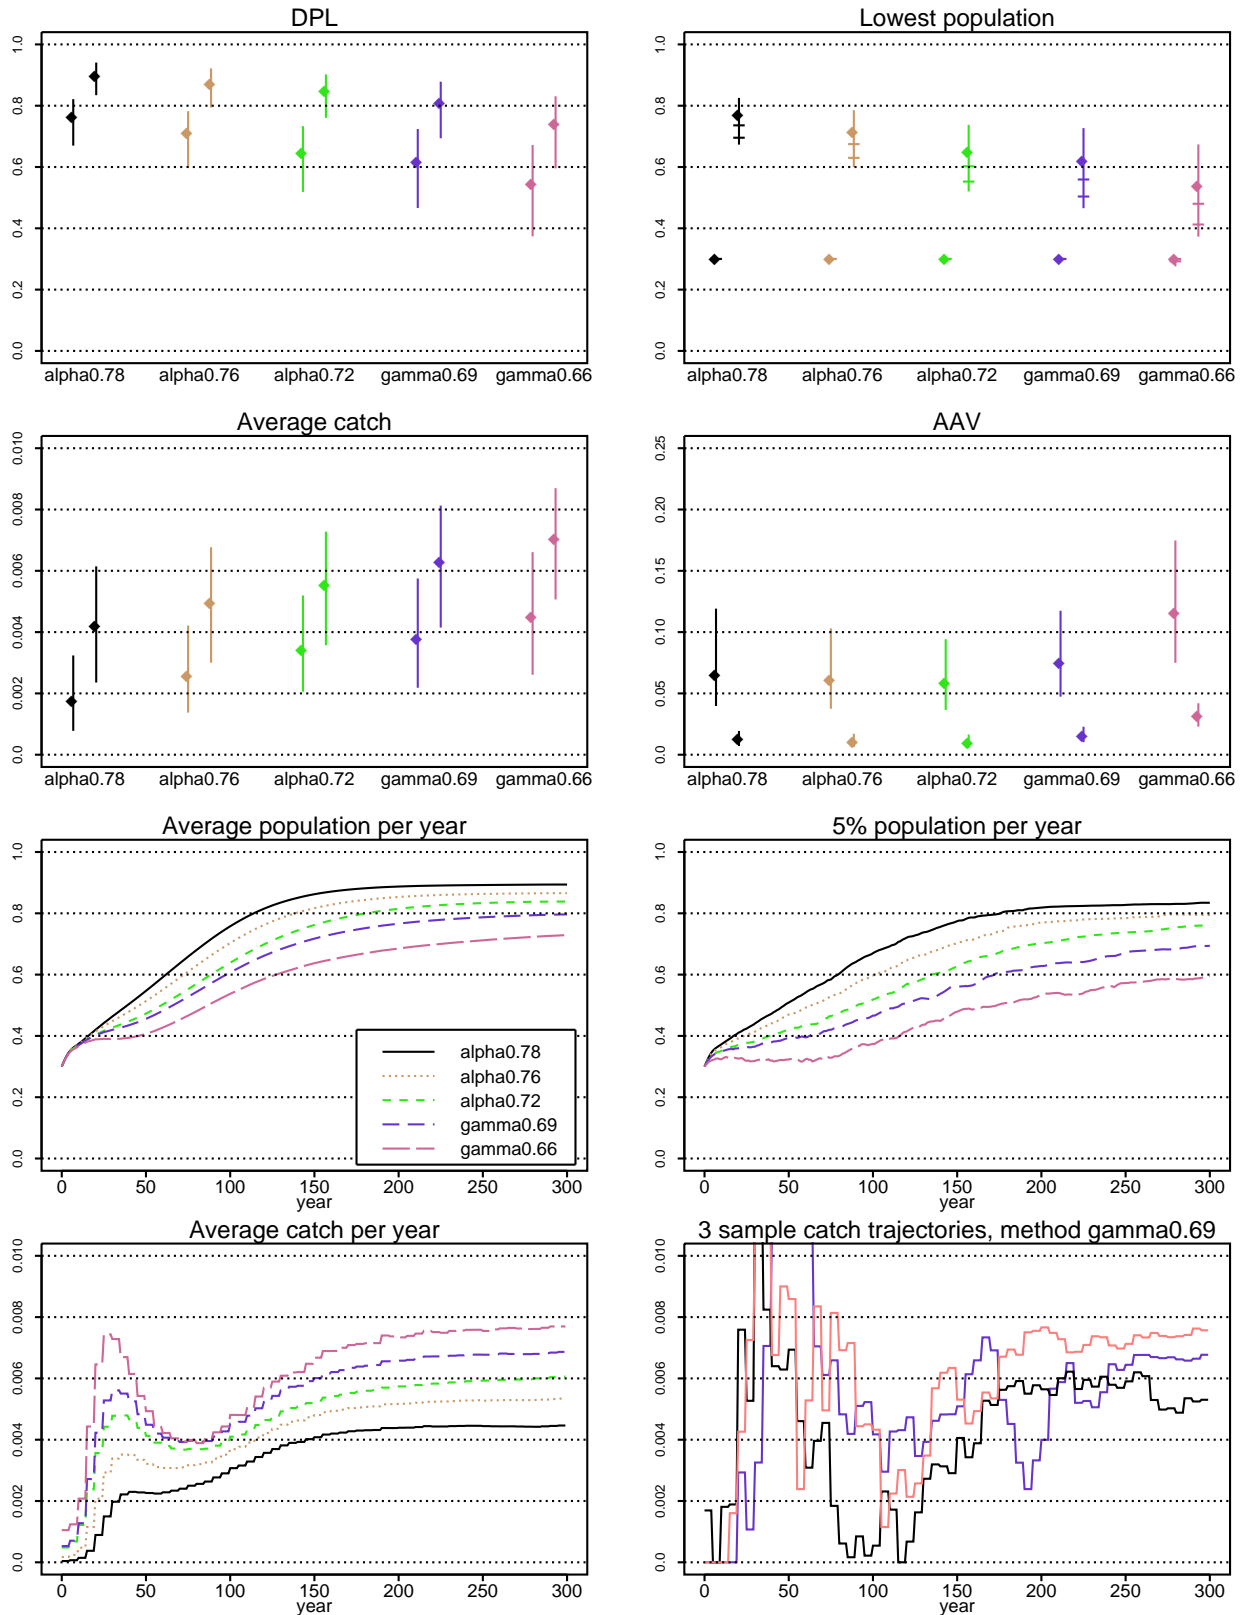 DPL
1.0
0.8
0.6
0.4
0.2
0.0
alpha0.78 alpha0.76 alpha0.72 gamma0.69 gamma0.66
Lowest population
1.0
0.8
0.6
0.4
0.2
0.0
alpha0.78 alpha0.76 alpha0.72 gamma0.69 gamma0.66
Average catch
0.010
0.008
0.006
0.004
0.002
0.0
alpha0.78 alpha0.76 alpha0.72 gamma0.69 gamma0.66
AAV
0.25
0.20
0.15
0.10
0.05
0.0
alpha0.78 alpha0.76 alpha0.72 gamma0.69 gamma0.66
Average population per year
1.0
0.8
0.6
0.4
0.2
0.0
alpha0.78
alpha0.76
alpha0.72
gamma0.69
gamma0.66
0 50 100 150 200 250 300
year
5% population per year
1.0
0.8
0.6
0.4
0.2
0.0
0 50 100 150 200 250 300
year
Average catch per year
0.010
0.008
0.006
0.004
0.002
0.0
0 50 100 150 200 250 300
year
3 sample catch trajectories, method gamma0.69
0.010
0.008
0.006
0.004
0.002
0.0
0 50 100 150 200 250 300
year